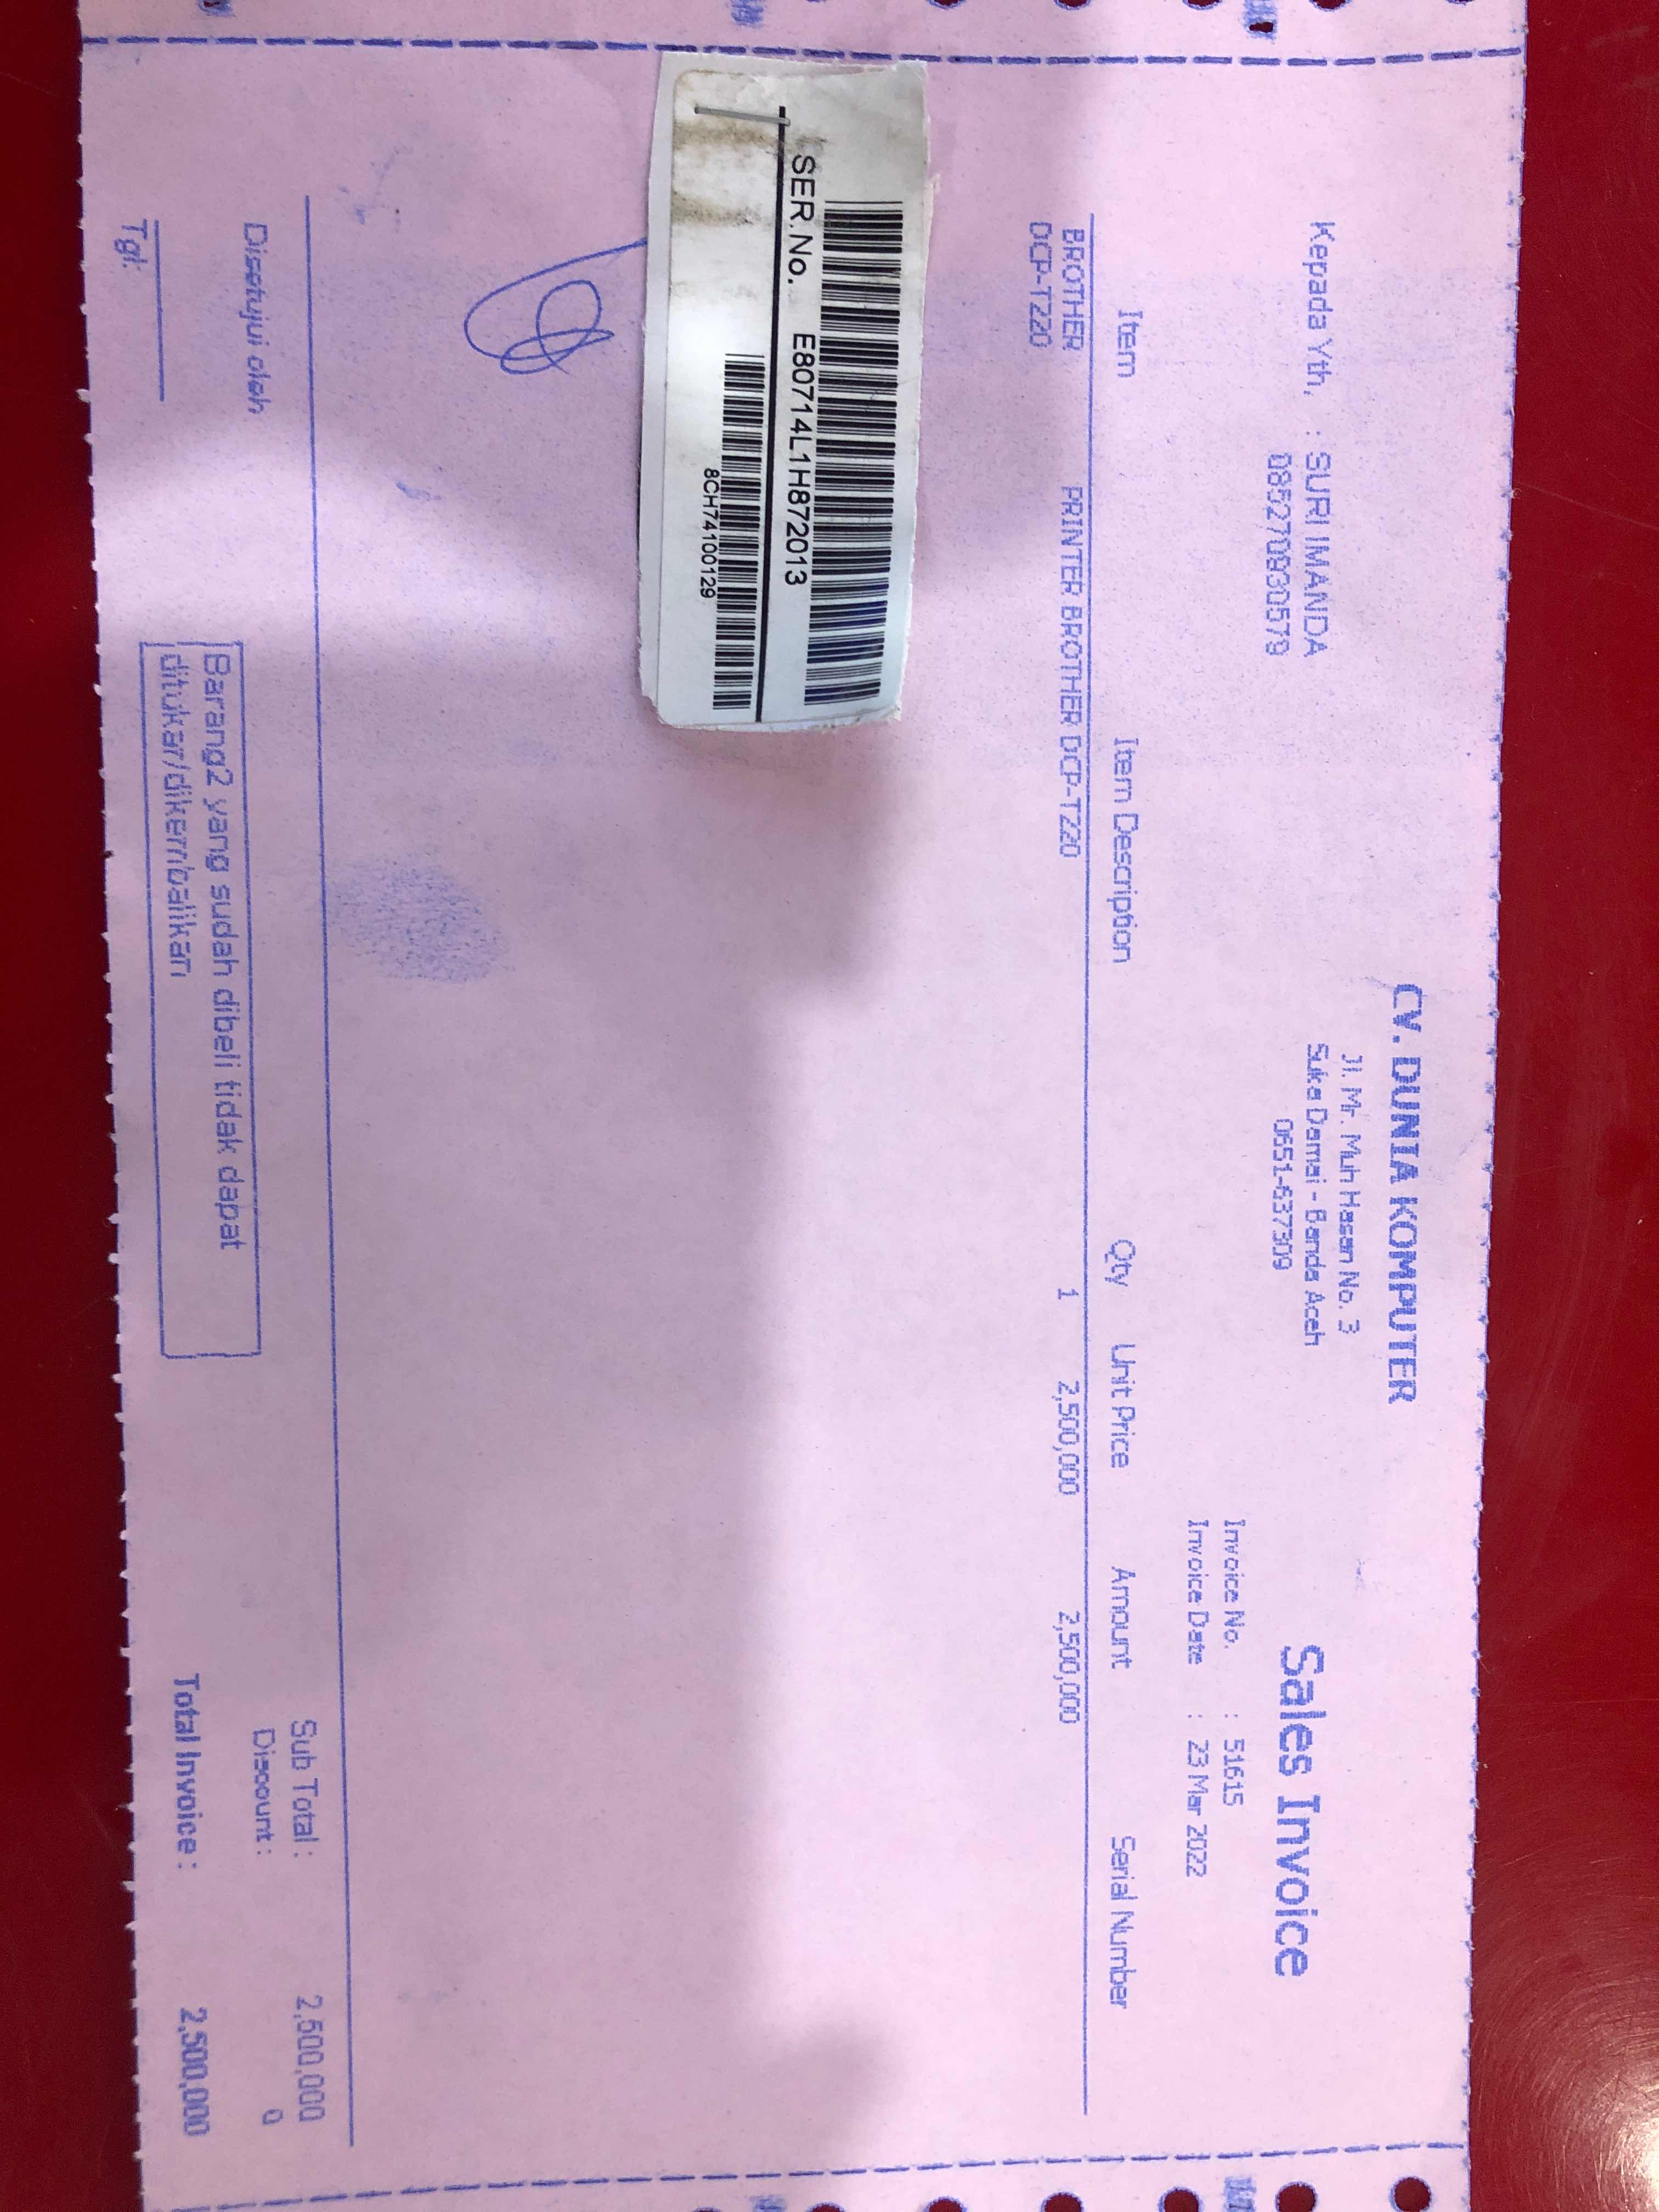 CV. DUNIA KOMPUTER
Jl. Mr. Muh Hasan No. 3
Suka Damai - Banda Aceh
0651-637309
Kepada Yth, : SURI IMANDA
085270830579
Sales Invoice
Invoice No. : 51615
Invoice Date : 23 Mar 2022
Item Item Description Qty Unit Price Amount Serial Number
BROTHER PRINTER BROTHER DCP-T220 1 2,500,000 2,500,000
DCP-T220
SER. No. E80714L1H872013
8CH74100129
Disetujui oleh
Tgl:
Barang2 yang sudah dibeli tidak dapat
ditukar/dikembalikan
Sub Total : 2,500,000
Discount : 0
Total Invoice : 2,500,000